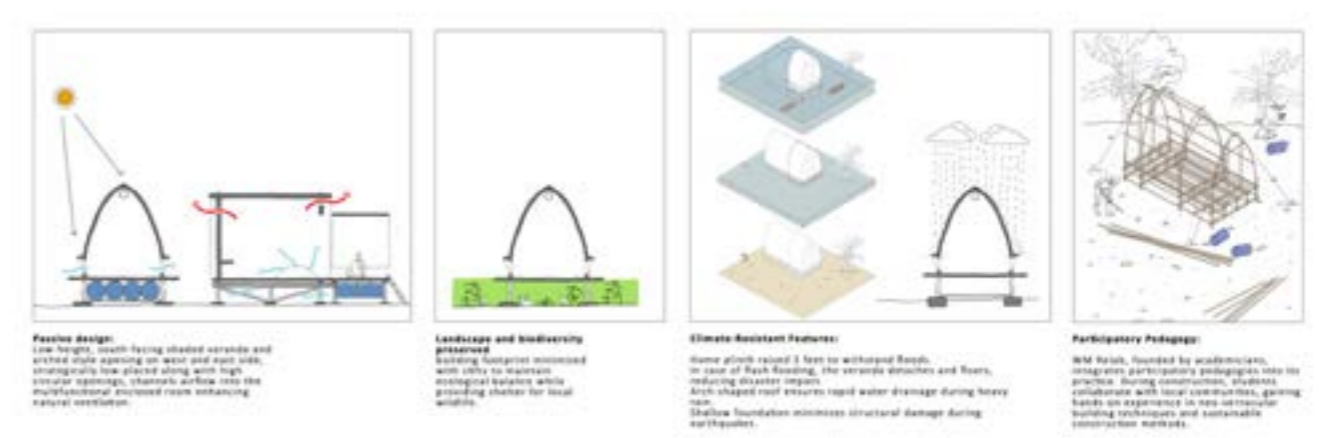 Passive design:
Low height, south facing shaded veranda and
arched style opening on west and east side,
strategically low placed along with high
circular openings, channels airflow into the
multifunctional enclosed room enhancing
natural ventilation.
Landscape and biodiversity
preserved
building footprint minimized
with stilts to maintain
ecological balance while
providing shelter for local
wildlife.
Climate Resistant Features:
Home plinth raised 3 feet to withstand floods.
In case of flash flooding, the veranda detaches and floats,
reducing disaster impact.
Arch shaped roof ensures rapid water drainage during heavy
rain.
Shallow foundation minimizes structural damage during
earthquakes.
Participatory Pedagogy:
founded by academicians,
integrates participatory pedagogies into its
practice. During construction, students
collaborate with local communities, gaining
hands on experience in neo-vernacular
building techniques and sustainable
construction methods.